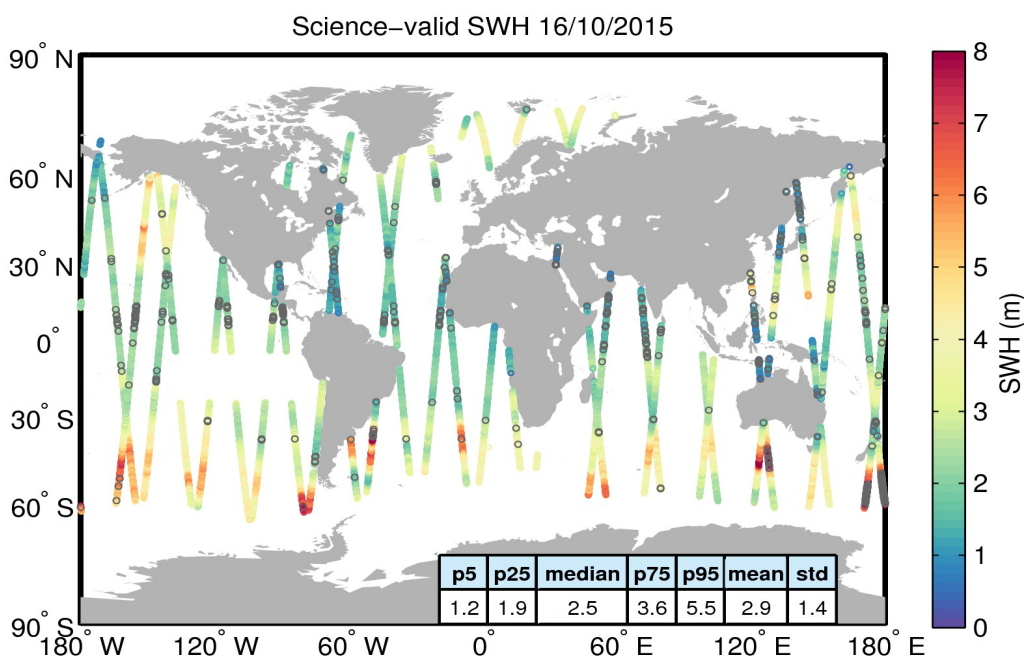 Science−valid SWH 16/10/2015
90° N
60° N
30° N
0°
30° S
60° S
90° S
180° W
120° W
60° W
0°
60° E
120° E
180° E
p5 p25 median p75 p95 mean std
1.2 1.9 2.5 3.6 5.5 2.9 1.4
8
7
6
5
4
3
2
1
0
SWH (m)